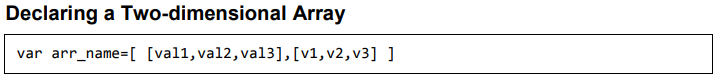 Declaring a Two-dimensional Array
var arr_name=[ [val1,val2,val3],[v1,v2,v3] ]